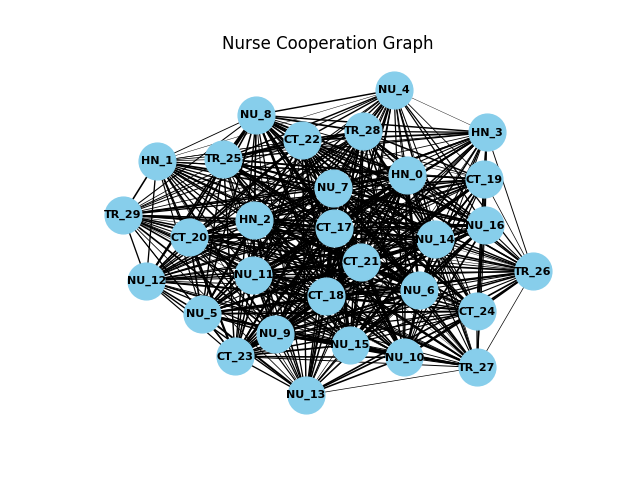 Nurse Cooperation Graph
NU_4
NU_8
CT_22
TR_28
HN_3
HN_1
TR_25
HN_0
CT_19
NU_7
TR_29
HN_2
CT_17
NU_16
CT_20
NU_14
CT_21
TR_26
NU_12
NU_11
CT_18
NU_6
NU_5
CT_24
NU_9
NU_15
CT_23
NU_10
TR_27
NU_13